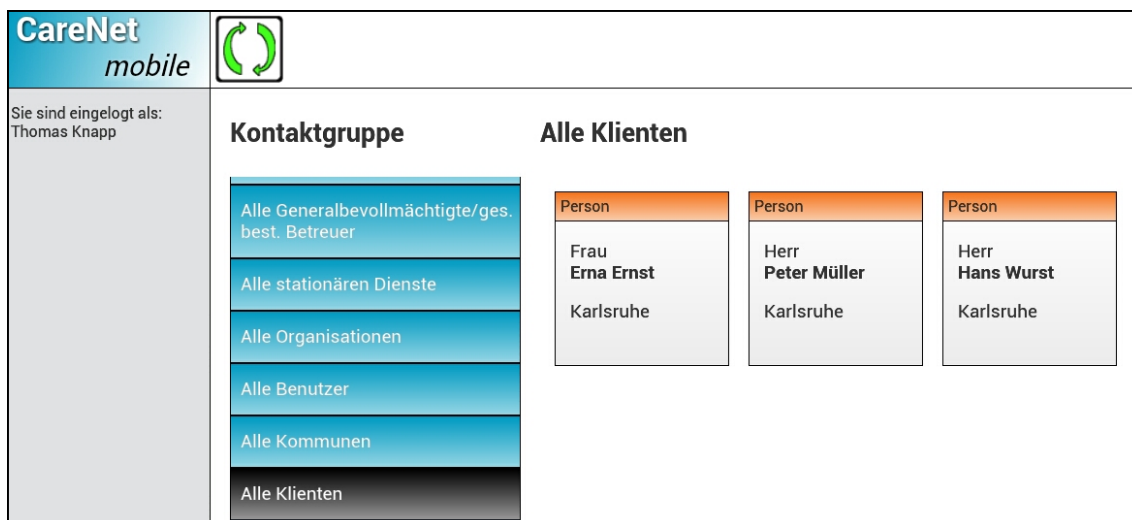 CareNet
mobile
Sie sind eingelogt als:
Thomas Knapp
Kontaktgruppe
Alle Generalbevollmächtigte/ges.
best. Betreuer
Alle stationären Dienste
Alle Organisationen
Alle Benutzer
Alle Kommunen
Alle Klienten
Alle Klienten
Person
Frau
Erna Ernst
Karlsruhe
Person
Herr
Peter Müller
Karlsruhe
Person
Herr
Hans Wurst
Karlsruhe